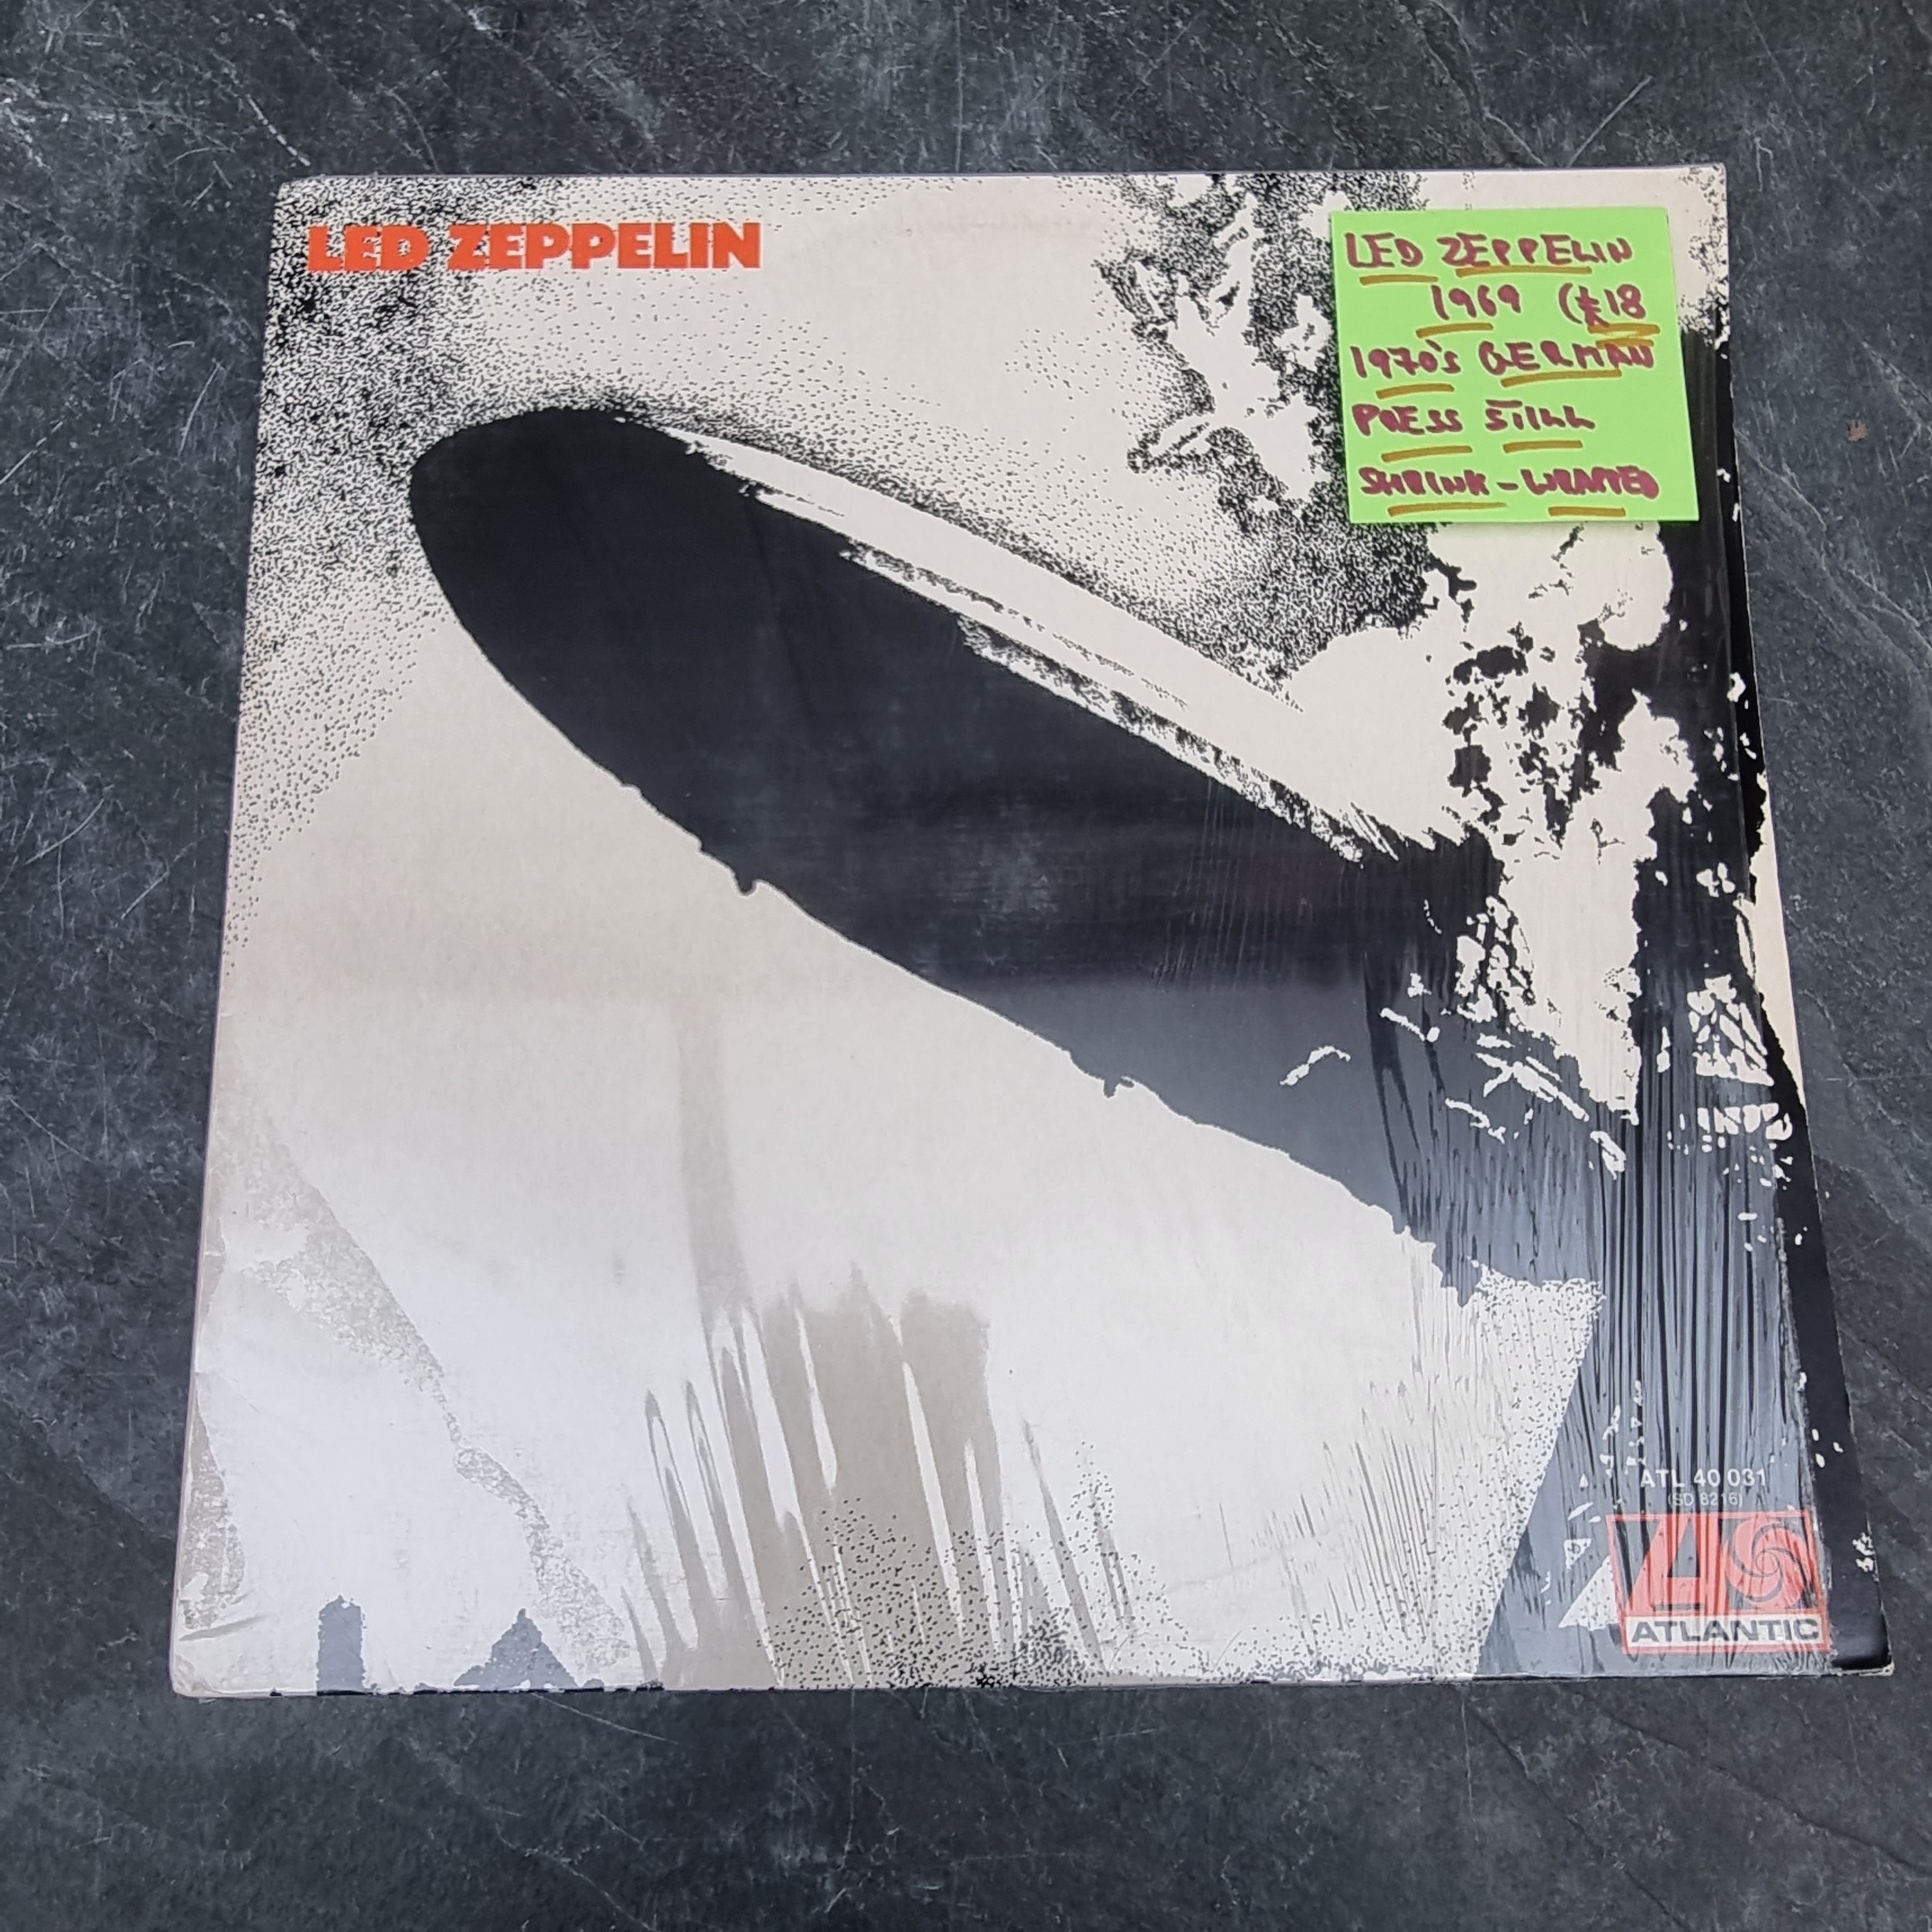 LED ZEPPELIN
LED ZEPPELIN
1969 (£18
1970's GERMAN
PRESS STILL
SHRINK-WRAPPED
ATL 40 031
(SD 8216)
ATLANTIC